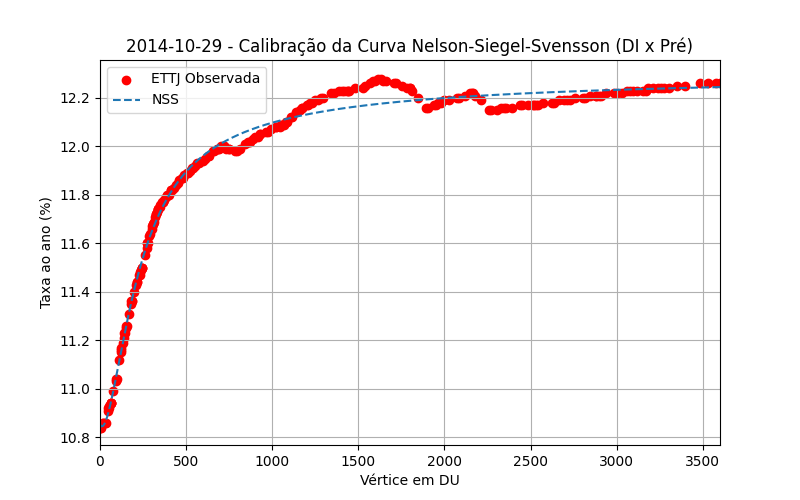 2014-10-29 - Calibração da Curva Nelson-Siegel-Svensson (DI x Pré)
ETTJ Observada
NSS
Taxa ao ano (%)
12.2
12.0
11.8
11.6
11.4
11.2
11.0
10.8
0 500 1000 1500 2000 2500 3000 3500
Vértice em DU